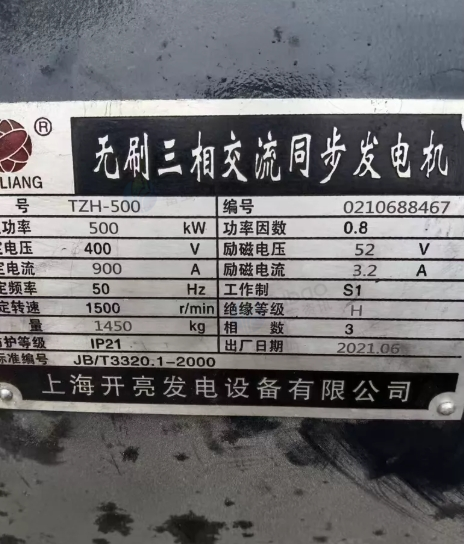 ®
无刷三相交流同步发电机
LIANG
号 TZH-500 编号 0210688467
功率 500 kW 功率因数 0.8
定电压 400 V 励磁电压 52 V
定电流 900 A 励磁电流 3.2 A
定频率 50 Hz 工作制 S1
定转速 1500 r/min 绝缘等级 H
量 1450 kg 相数 3
护等级 IP21 出厂日期 2021.06
标准编号 JB/T3320.1-2000
上海开亮发电设备有限公司